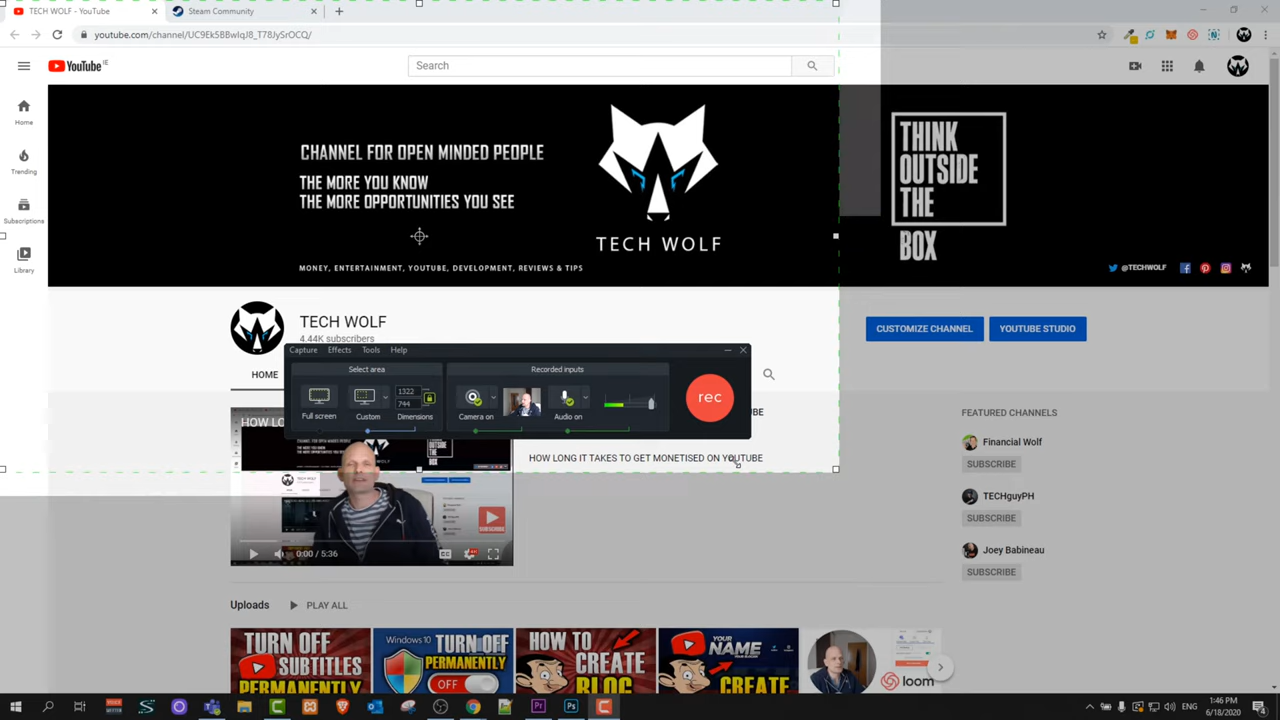 TECH WOLF - YouTube
Steam Community
youtube.com/channel/UC9Ek5BBwIqJ8_T78JySrOCQ/
YouTube IE
Search
Home
Trending
Subscriptions
Library
CHANNEL FOR OPEN MINDED PEOPLE
THE MORE YOU KNOW
THE MORE OPPORTUNITIES YOU SEE
MONEY, ENTERTAINMENT, YOUTUBE, DEVELOPMENT, REVIEWS & TIPS
TECH WOLF
THINK
OUTSIDE
THE
BOX
@TECHWOLF
TECH WOLF
4.44K subscribers
CUSTOMIZE CHANNEL
YOUTUBE STUDIO
HOME
Capture Effects Tools Help
Select area
Recorded inputs
1322
744
Full screen
Custom
Dimensions
Camera on
Audio on
rec
HOW LONG IT TAKES TO GET MONETISED ON YOUTUBE
0:00 / 5:36
FEATURED CHANNELS
Financial Wolf
SUBSCRIBE
TECHguyPH
SUBSCRIBE
Joey Babineau
SUBSCRIBE
Uploads
PLAY ALL
TURN OFF
SUBTITLES
PERMANENTLY
Windows 10
TURN OFF
PERMANENTLY
OFF
HOW TO
CREATE
BLOG
YOUR
NAME
CREATE
loom
ENG
1:46 PM
6/18/2020